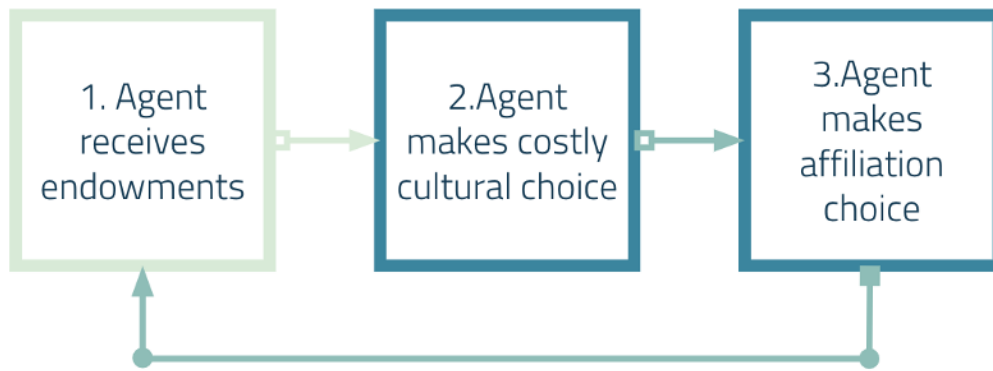 1. Agent
receives
endowments
2.Agent
makes costly
cultural choice
3.Agent
makes
affiliation
choice